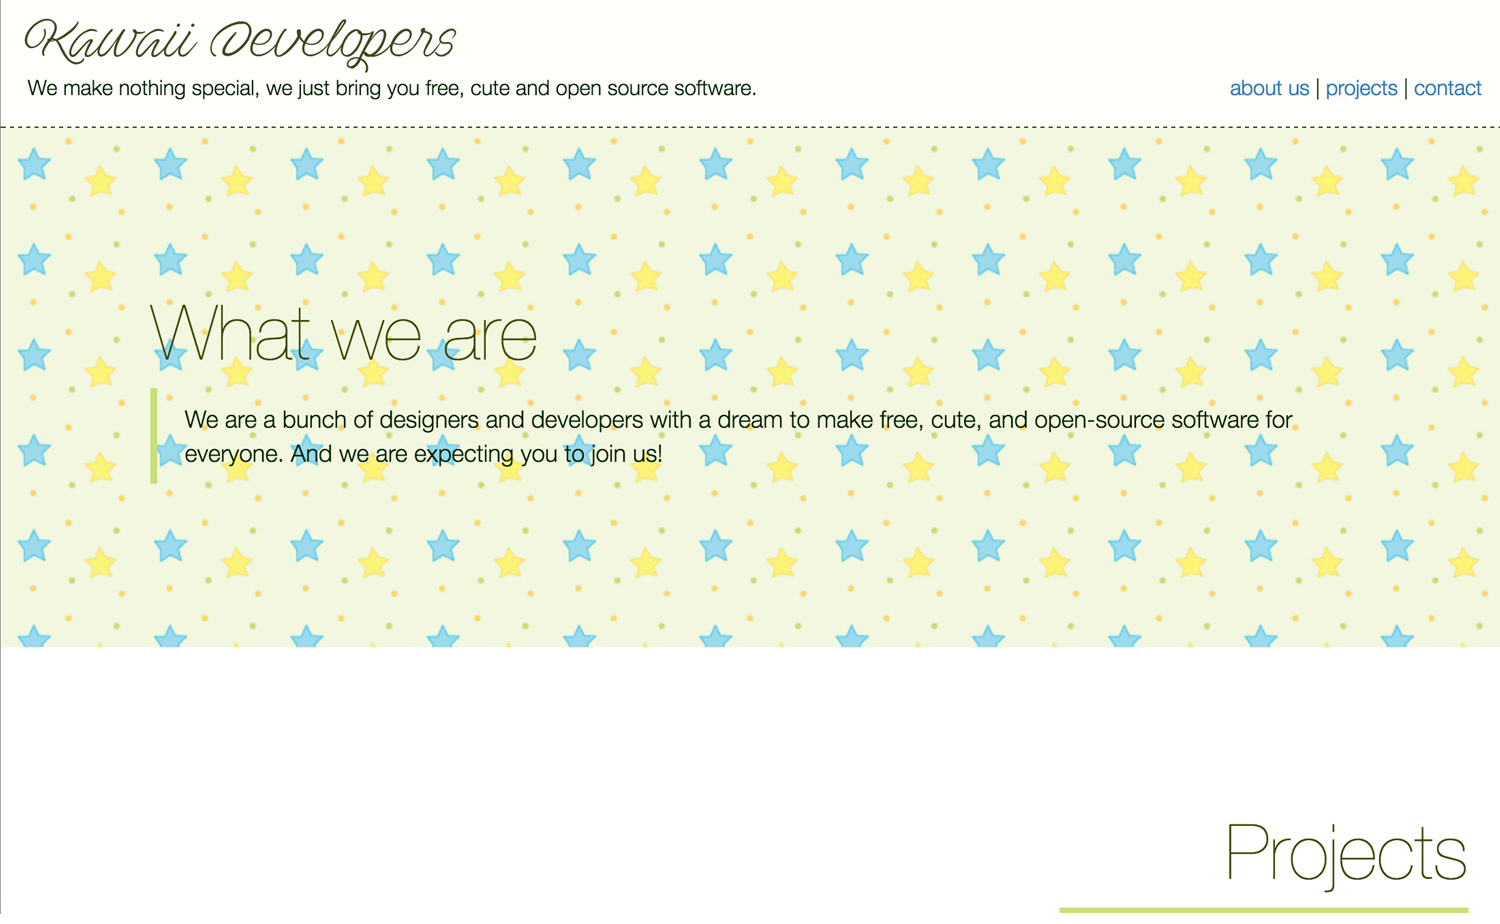 Kawaii Developers
We make nothing special, we just bring you free, cute and open source software.
about us | projects | contact
What we are
We are a bunch of designers and developers with a dream to make free, cute, and open-source software for
everyone. And we are expecting you to join us!
Projects